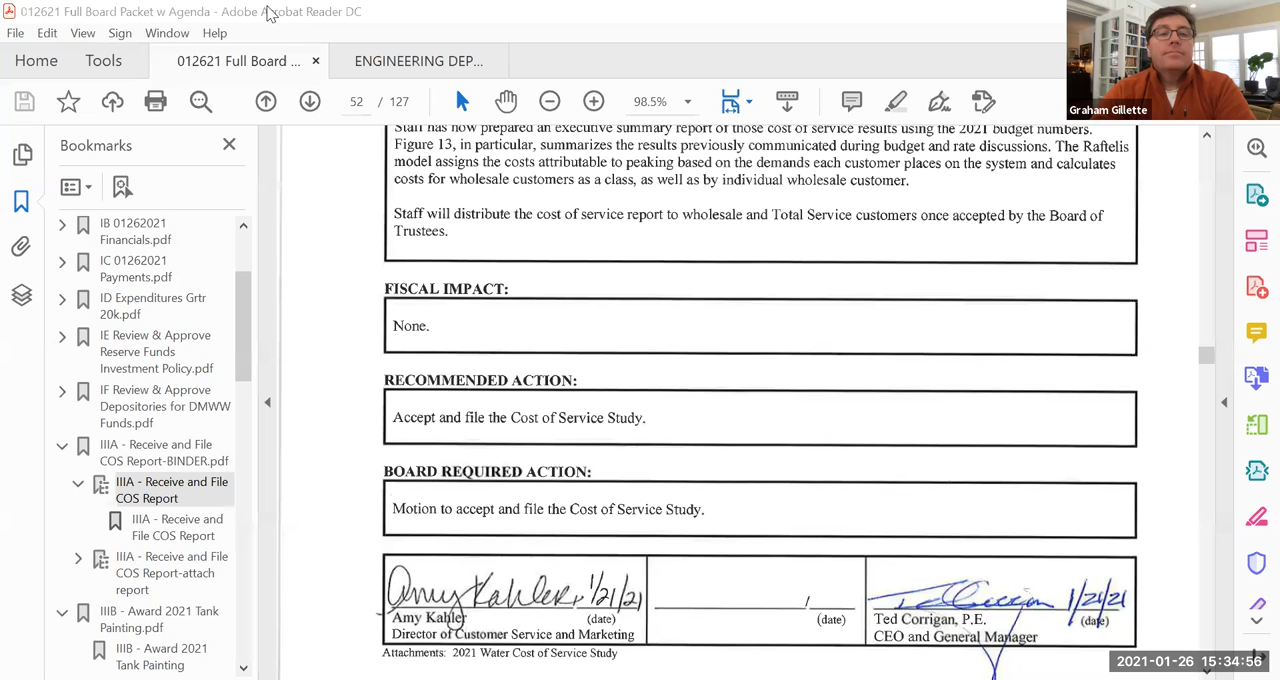 012621 Full Board Packet w Agenda - Adobe Acrobat Reader DC
File Edit View Sign Window Help
Home Tools 012621 Full Board ... × ENGINEERING DEP...
52 / 127 98.5%
Graham Gillette
Bookmarks
IB 01262021
Financials.pdf
IC 01262021
Payments.pdf
ID Expenditures Grtr
20k.pdf
IE Review & Approve
Reserve Funds
Investment Policy.pdf
IF Review & Approve
Depositories for DMWW
Funds.pdf
IIIA - Receive and File
COS Report-BINDER.pdf
IIIA - Receive and File
COS Report
IIIA - Receive and
File COS Report
IIIA - Receive and File
COS Report-attach
report
IIIB - Award 2021 Tank
Painting.pdf
IIIB - Award 2021
Tank Painting
Staff has now prepared an executive summary report of those cost of service results using the 2021 budget numbers.
Figure 13, in particular, summarizes the results previously communicated during budget and rate discussions. The Raftelis
model assigns the costs attributable to peaking based on the demands each customer places on the system and calculates
costs for wholesale customers as a class, as well as by individual wholesale customer.
Staff will distribute the cost of service report to wholesale and Total Service customers once accepted by the Board of
Trustees.
FISCAL IMPACT:
None.
RECOMMENDED ACTION:
Accept and file the Cost of Service Study.
BOARD REQUIRED ACTION:
Motion to accept and file the Cost of Service Study.
Amy Kahler 1/21/21
Amy Kahler (date)
Director of Customer Service and Marketing
/
(date)
Ted Corrigan 1/21/21
Ted Corrigan, P.E. (date)
CEO and General Manager
Attachments: 2021 Water Cost of Service Study
2021-01-26 15:34:56